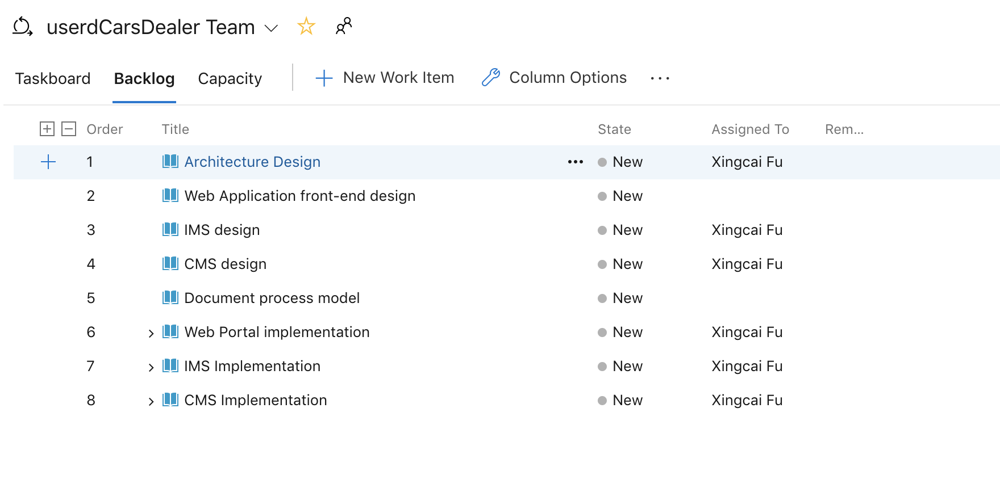 userdCarsDealer Team
Taskboard Backlog Capacity New Work Item Column Options ...
Order Title State Assigned To Rem...
1 Architecture Design ... New Xingcai Fu
2 Web Application front-end design New
3 IMS design New Xingcai Fu
4 CMS design New Xingcai Fu
5 Document process model New
6 Web Portal implementation New Xingcai Fu
7 IMS Implementation New Xingcai Fu
8 CMS Implementation New Xingcai Fu